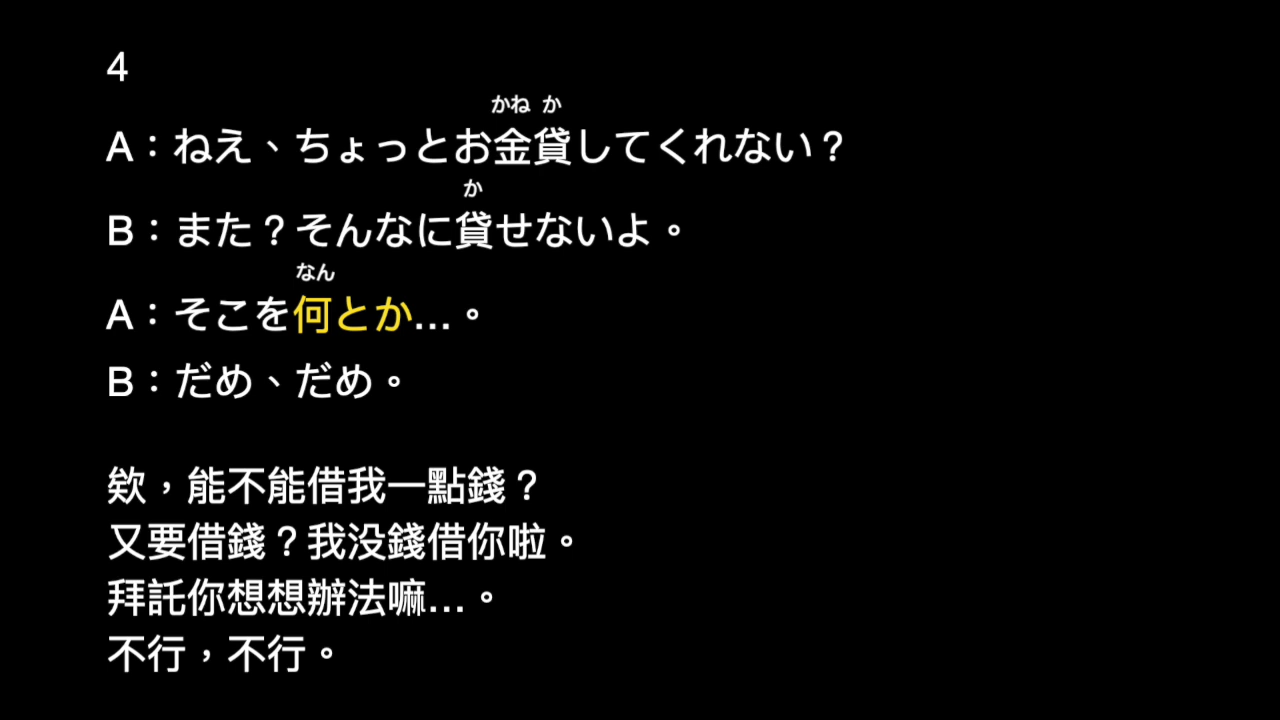 4
かね か
A：ねえ、ちょっとお金貸してくれない？
か
B：また？そんなに貸せないよ。
なん
A：そこを何とか…。
B：だめ、だめ。
欸，能不能借我一點錢？
又要借錢？我没錢借你啦。
拜託你想想辦法嘛…。
不行，不行。